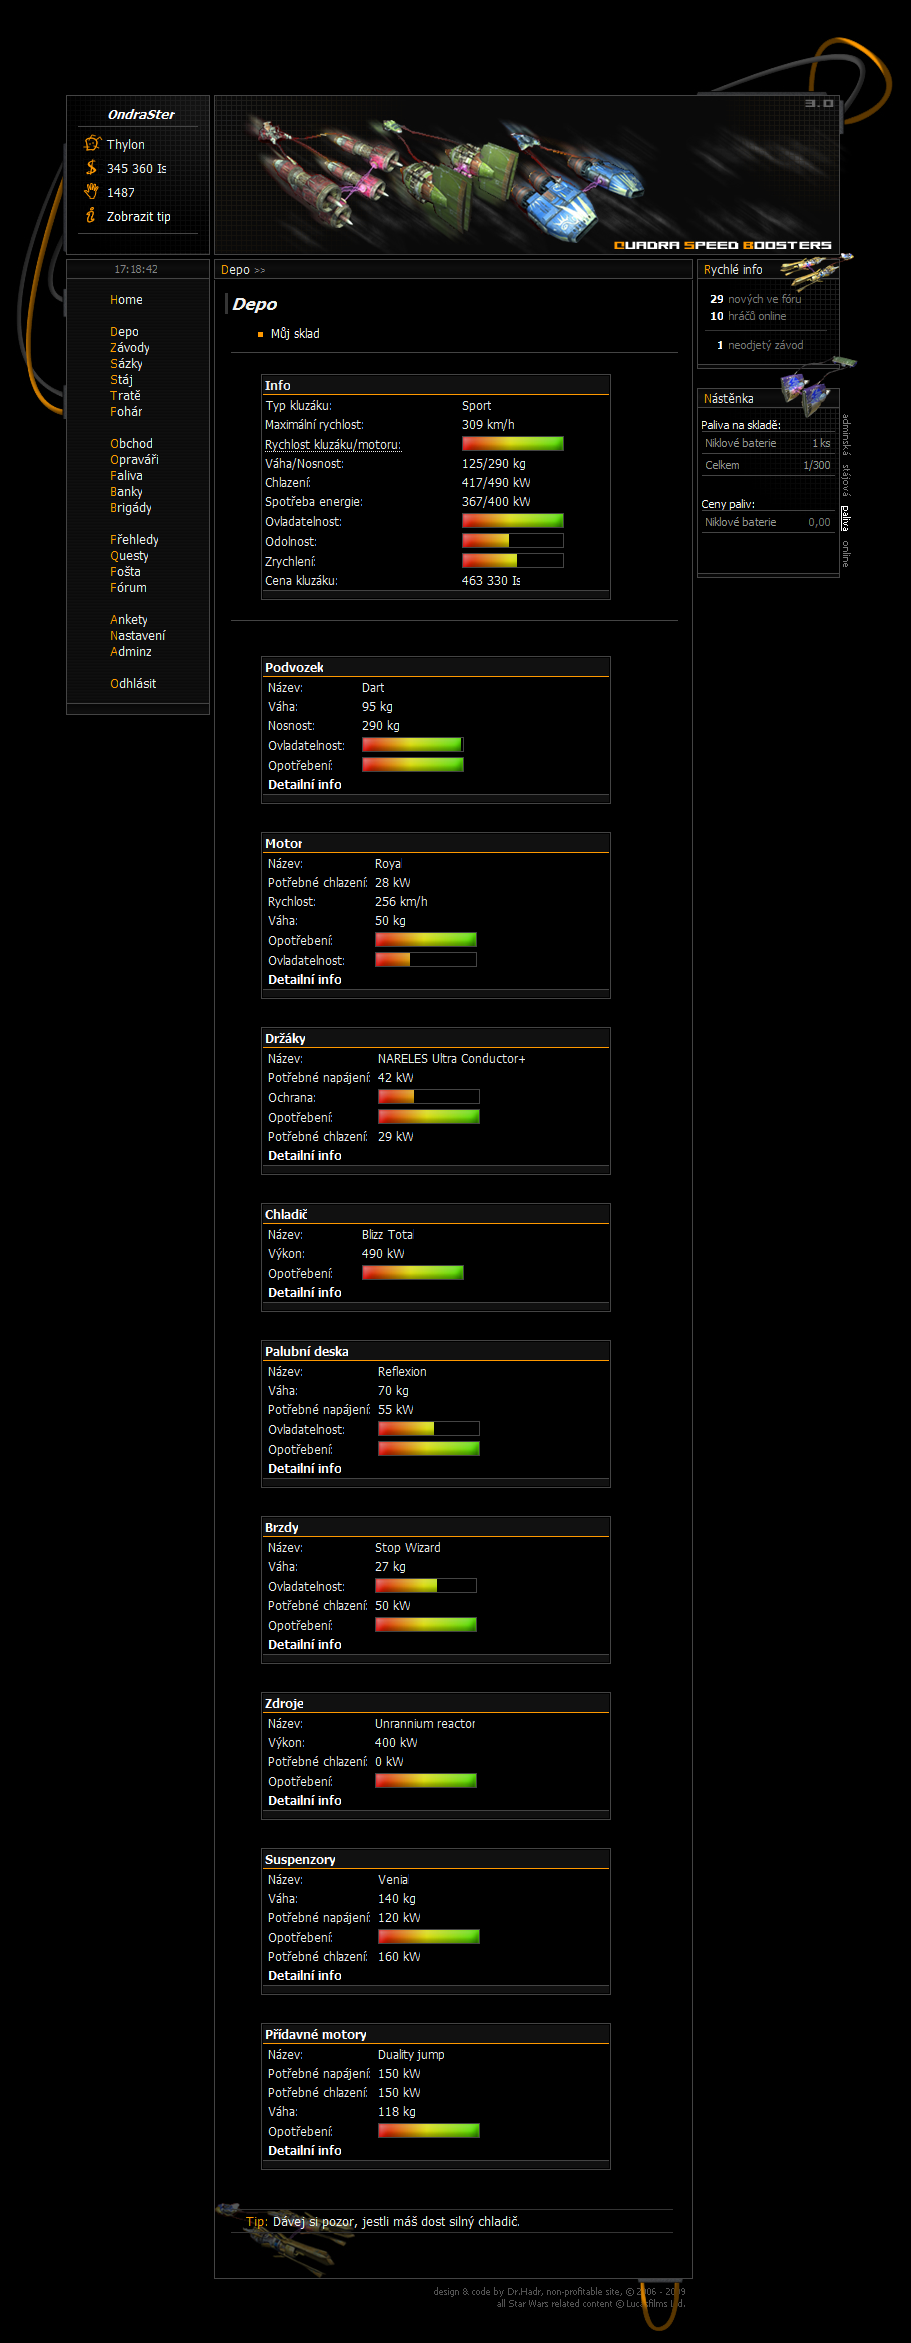 OndraSter
Thylon
345 360 Is
1487
Zobrazit tip
3.0
Quadra Speed Boosters
17:18:42
Home
Depo
Závody
Sázky
Stáj
Tratě
Pohár
Obchod
Opraváři
Paliva
Banky
Brigády
Přehledy
Questy
Pošta
Fórum
Ankety
Nastavení
Adminz
Odhlásit
Depo >>
Depo
Můj sklad
Info
Typ kluzáku: Sport
Maximální rychlost: 309 km/h
Rychlost kluzáku/motoru:
Váha/Nosnost: 125/290 kg
Chlazení: 417/490 kW
Spotřeba energie: 367/400 kW
Ovladatelnost:
Odolnost:
Zrychlení:
Cena kluzáku: 463 330 Is
Podvozek
Název: Dart
Váha: 95 kg
Nosnost: 290 kg
Ovladatelnost:
Opotřebení:
Detailní info
Motor
Název: Royal
Potřebné chlazení: 28 kW
Rychlost: 256 km/h
Váha: 50 kg
Opotřebení:
Ovladatelnost:
Detailní info
Držáky
Název: NARELES Ultra Conductor+
Potřebné napájení: 42 kW
Ochrana:
Opotřebení:
Potřebné chlazení: 29 kW
Detailní info
Chladič
Název: Blizz Total
Výkon: 490 kW
Opotřebení:
Detailní info
Palubní deska
Název: Reflexion
Váha: 70 kg
Potřebné napájení: 55 kW
Ovladatelnost:
Opotřebení:
Detailní info
Brzdy
Název: Stop Wizard
Váha: 27 kg
Ovladatelnost:
Potřebné chlazení: 50 kW
Opotřebení:
Detailní info
Zdroje
Název: Unrannium reactor
Výkon: 400 kW
Potřebné chlazení: 0 kW
Opotřebení:
Detailní info
Suspenzory
Název: Venial
Váha: 140 kg
Potřebné napájení: 120 kW
Opotřebení:
Potřebné chlazení: 160 kW
Detailní info
Přídavné motory
Název: Duality jump
Potřebné napájení: 150 kW
Potřebné chlazení: 150 kW
Váha: 118 kg
Opotřebení:
Detailní info
Tip: Dávej si pozor, jestli máš dost silný chladič.
Rychlé info
29 nových ve fóru
10 hráčů online
1 neodjetý závod
Nástěnka
Paliva na skladě:
Niklové baterie 1 ks
Celkem 1/300
Ceny paliv:
Niklové baterie 0,00
adminská
stájová
paliva
online
design & code by Dr.Hadr, non-profitable site, © 2006 - 2009
all Star Wars related content © Lucasfilms Ltd.